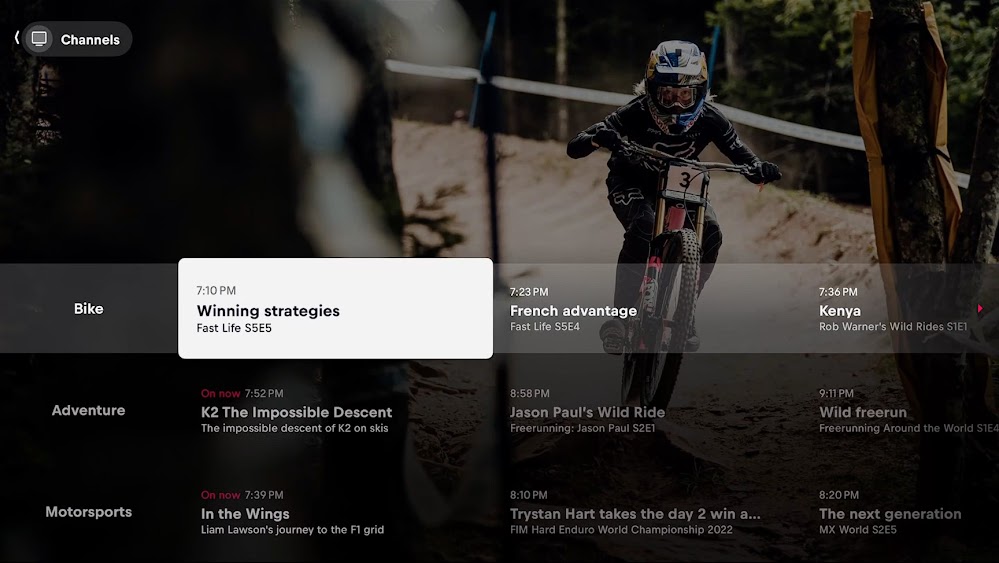 Channels
3
Bike
7:10 PM
Winning strategies
Fast Life S5E5
7:23 PM
French advantage
Fast Life S5E4
7:36 PM
Kenya
Rob Warner's Wild Rides S1E1
Adventure
On now 7:52 PM
K2 The Impossible Descent
The impossible descent of K2 on skis
8:58 PM
Jason Paul's Wild Ride
Freerunning: Jason Paul S2E1
9:11 PM
Wild freerun
Freerunning Around the World S1E4
Motorsports
On now 7:39 PM
In the Wings
Liam Lawson's journey to the F1 grid
8:10 PM
Trystan Hart takes the day 2 win a...
FIM Hard Enduro World Championship 2022
8:20 PM
The next generation
MX World S2E5